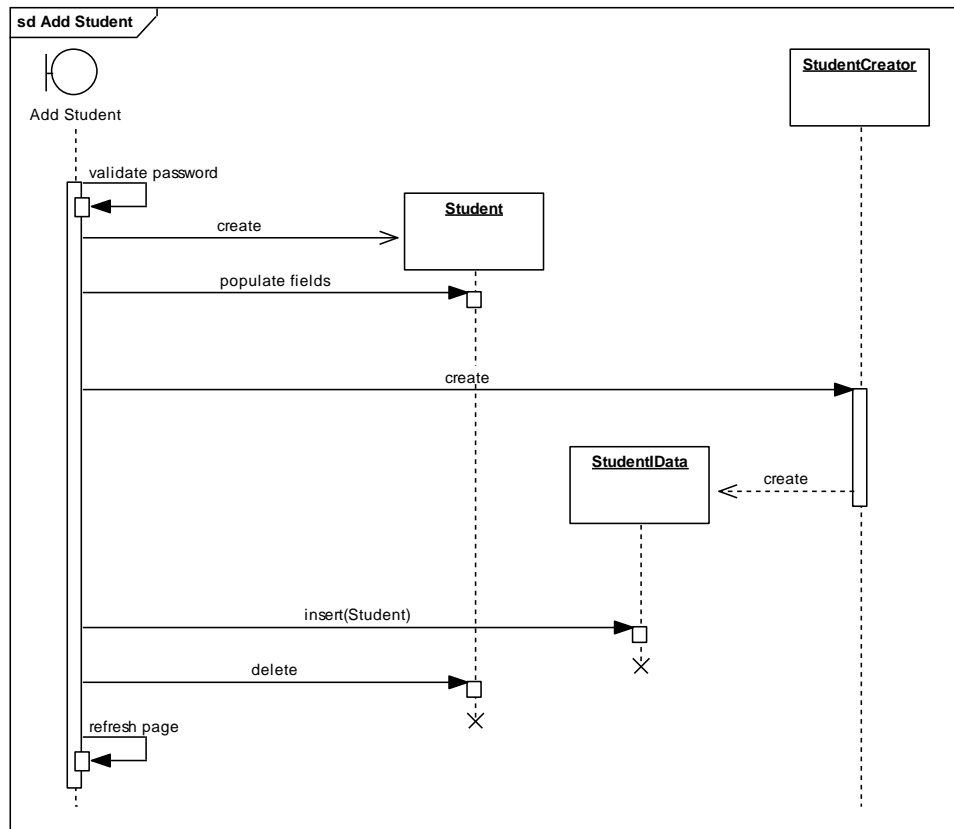 sd Add Student
Add Student
StudentCreator
validate password
Student
create
populate fields
create
StudentIData
create
insert(Student)
delete
refresh page